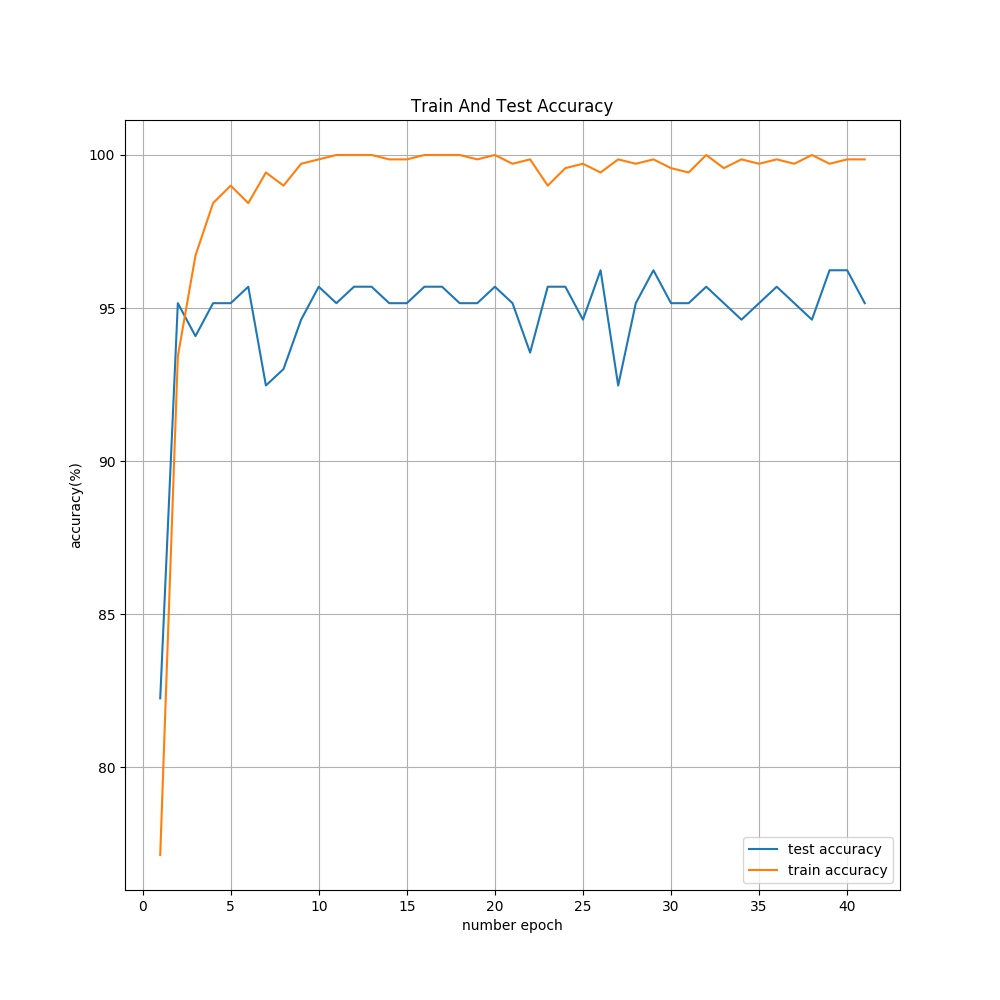 Train And Test Accuracy
100
95
90
85
80
accuracy(%)
0 5 10 15 20 25 30 35 40
number epoch
test accuracy
train accuracy